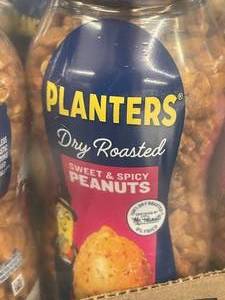 PLANTERS®
Dry Roasted
SWEET & SPICY
PEANUTS